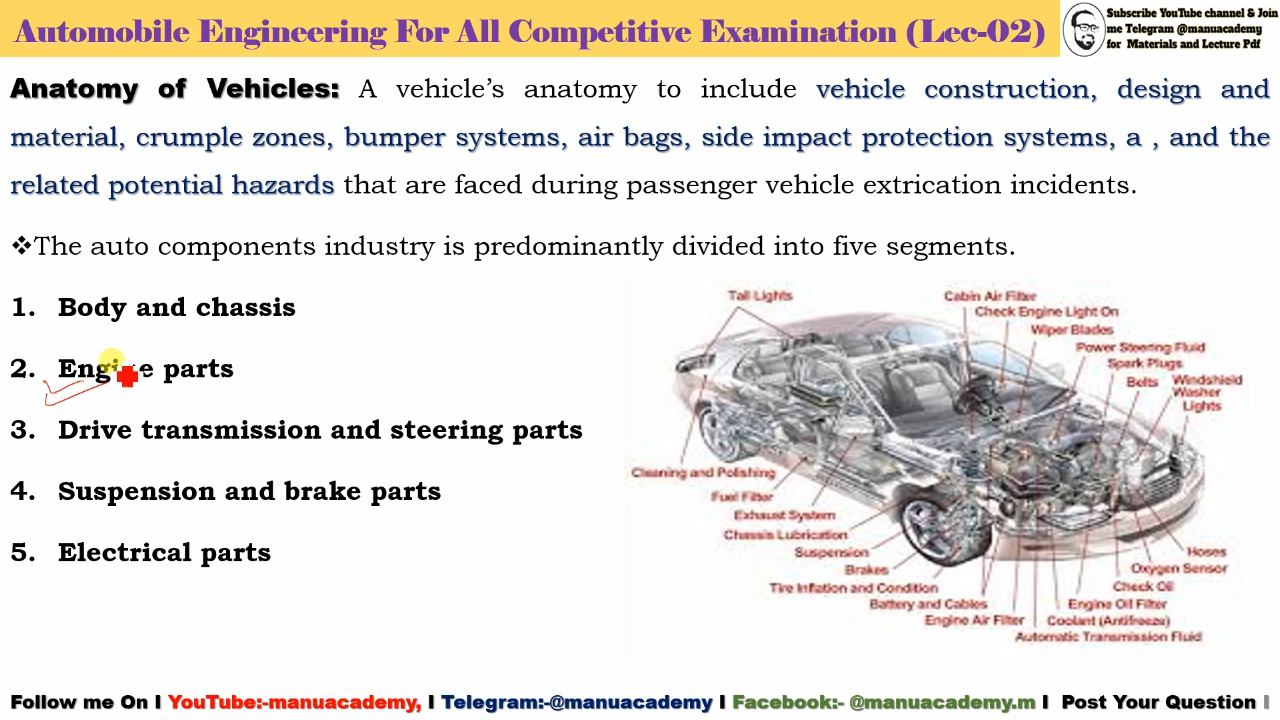 Automobile Engineering For All Competitive Examination (Lec-02)
Subscribe YouTube channel & Join
me Telegram @manuacademy
for Materials and Lecture Pdf
Anatomy of Vehicles: A vehicle's anatomy to include vehicle construction, design and
material, crumple zones, bumper systems, air bags, side impact protection systems, a , and the
related potential hazards that are faced during passenger vehicle extrication incidents.
❖The auto components industry is predominantly divided into five segments.
1. Body and chassis
2. Engine parts
3. Drive transmission and steering parts
4. Suspension and brake parts
5. Electrical parts
Tail Lights
Cabin Air Filter
Check Engine Light On
Wiper Blades
Power Steering Fluid
Spark Plugs
Belts
Windshield
Washer
Lights
Cleaning and Polishing
Fuel Filter
Exhaust System
Chassis Lubrication
Suspension
Brakes
Tire Inflation and Condition
Battery and Cables
Engine Air Filter
Hoses
Oxygen Sensor
Check Oil
Engine Oil Filter
Coolant (Antifreeze)
Automatic Transmission Fluid
Follow me On I YouTube:-manuacademy, I Telegram:-@manuacademy I Facebook:- @manuacademy.m I Post Your Question I